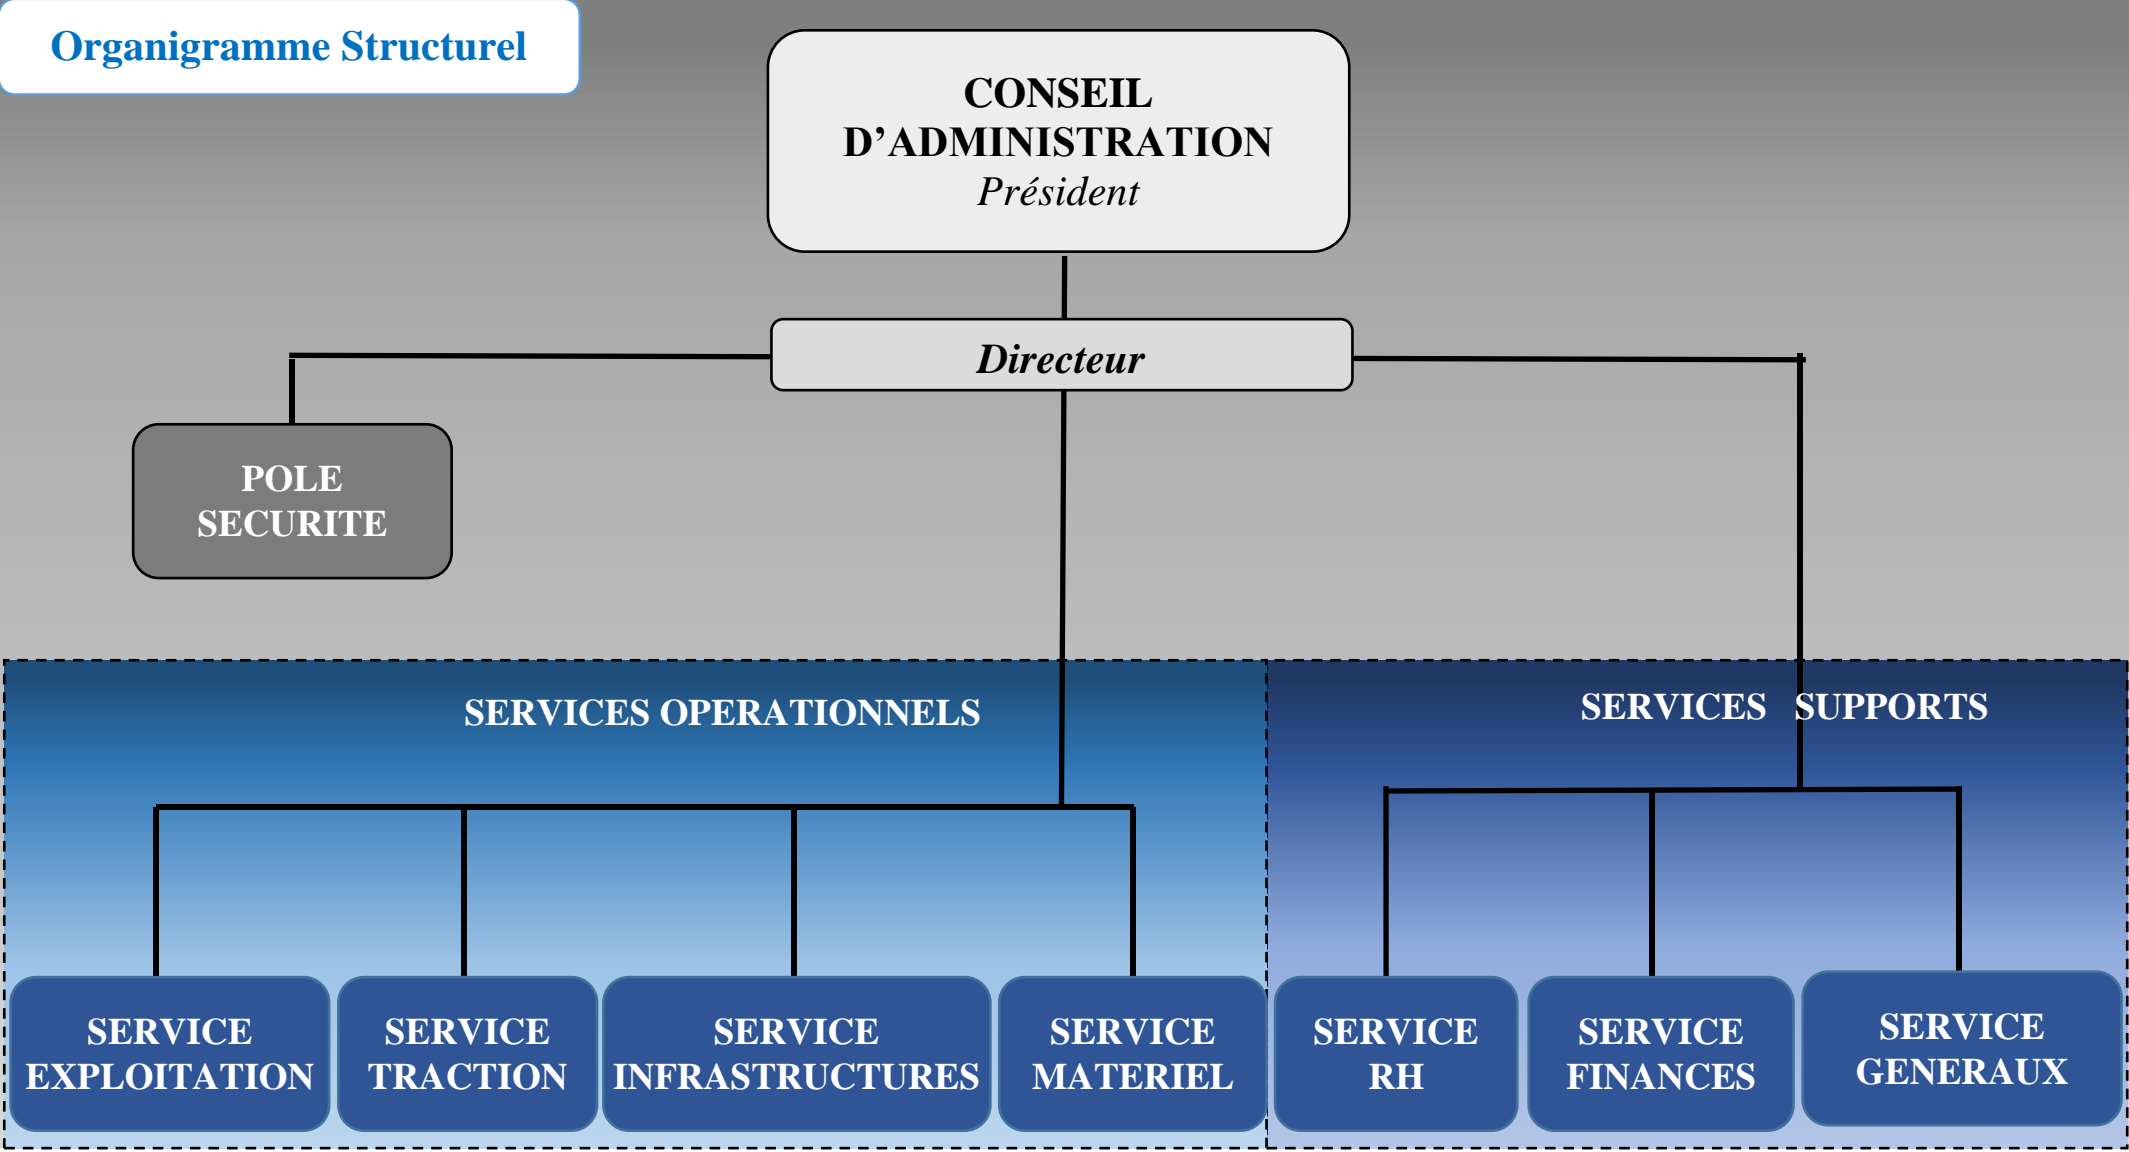 Organigramme Structurel
CONSEIL
D’ADMINISTRATION
Président
Directeur
POLE
SECURITE
SERVICES OPERATIONNELS
SERVICES SUPPORTS
SERVICE
EXPLOITATION
SERVICE
TRACTION
SERVICE
INFRASTRUCTURES
SERVICE
MATERIEL
SERVICE
RH
SERVICE
FINANCES
SERVICE
GENERAUX